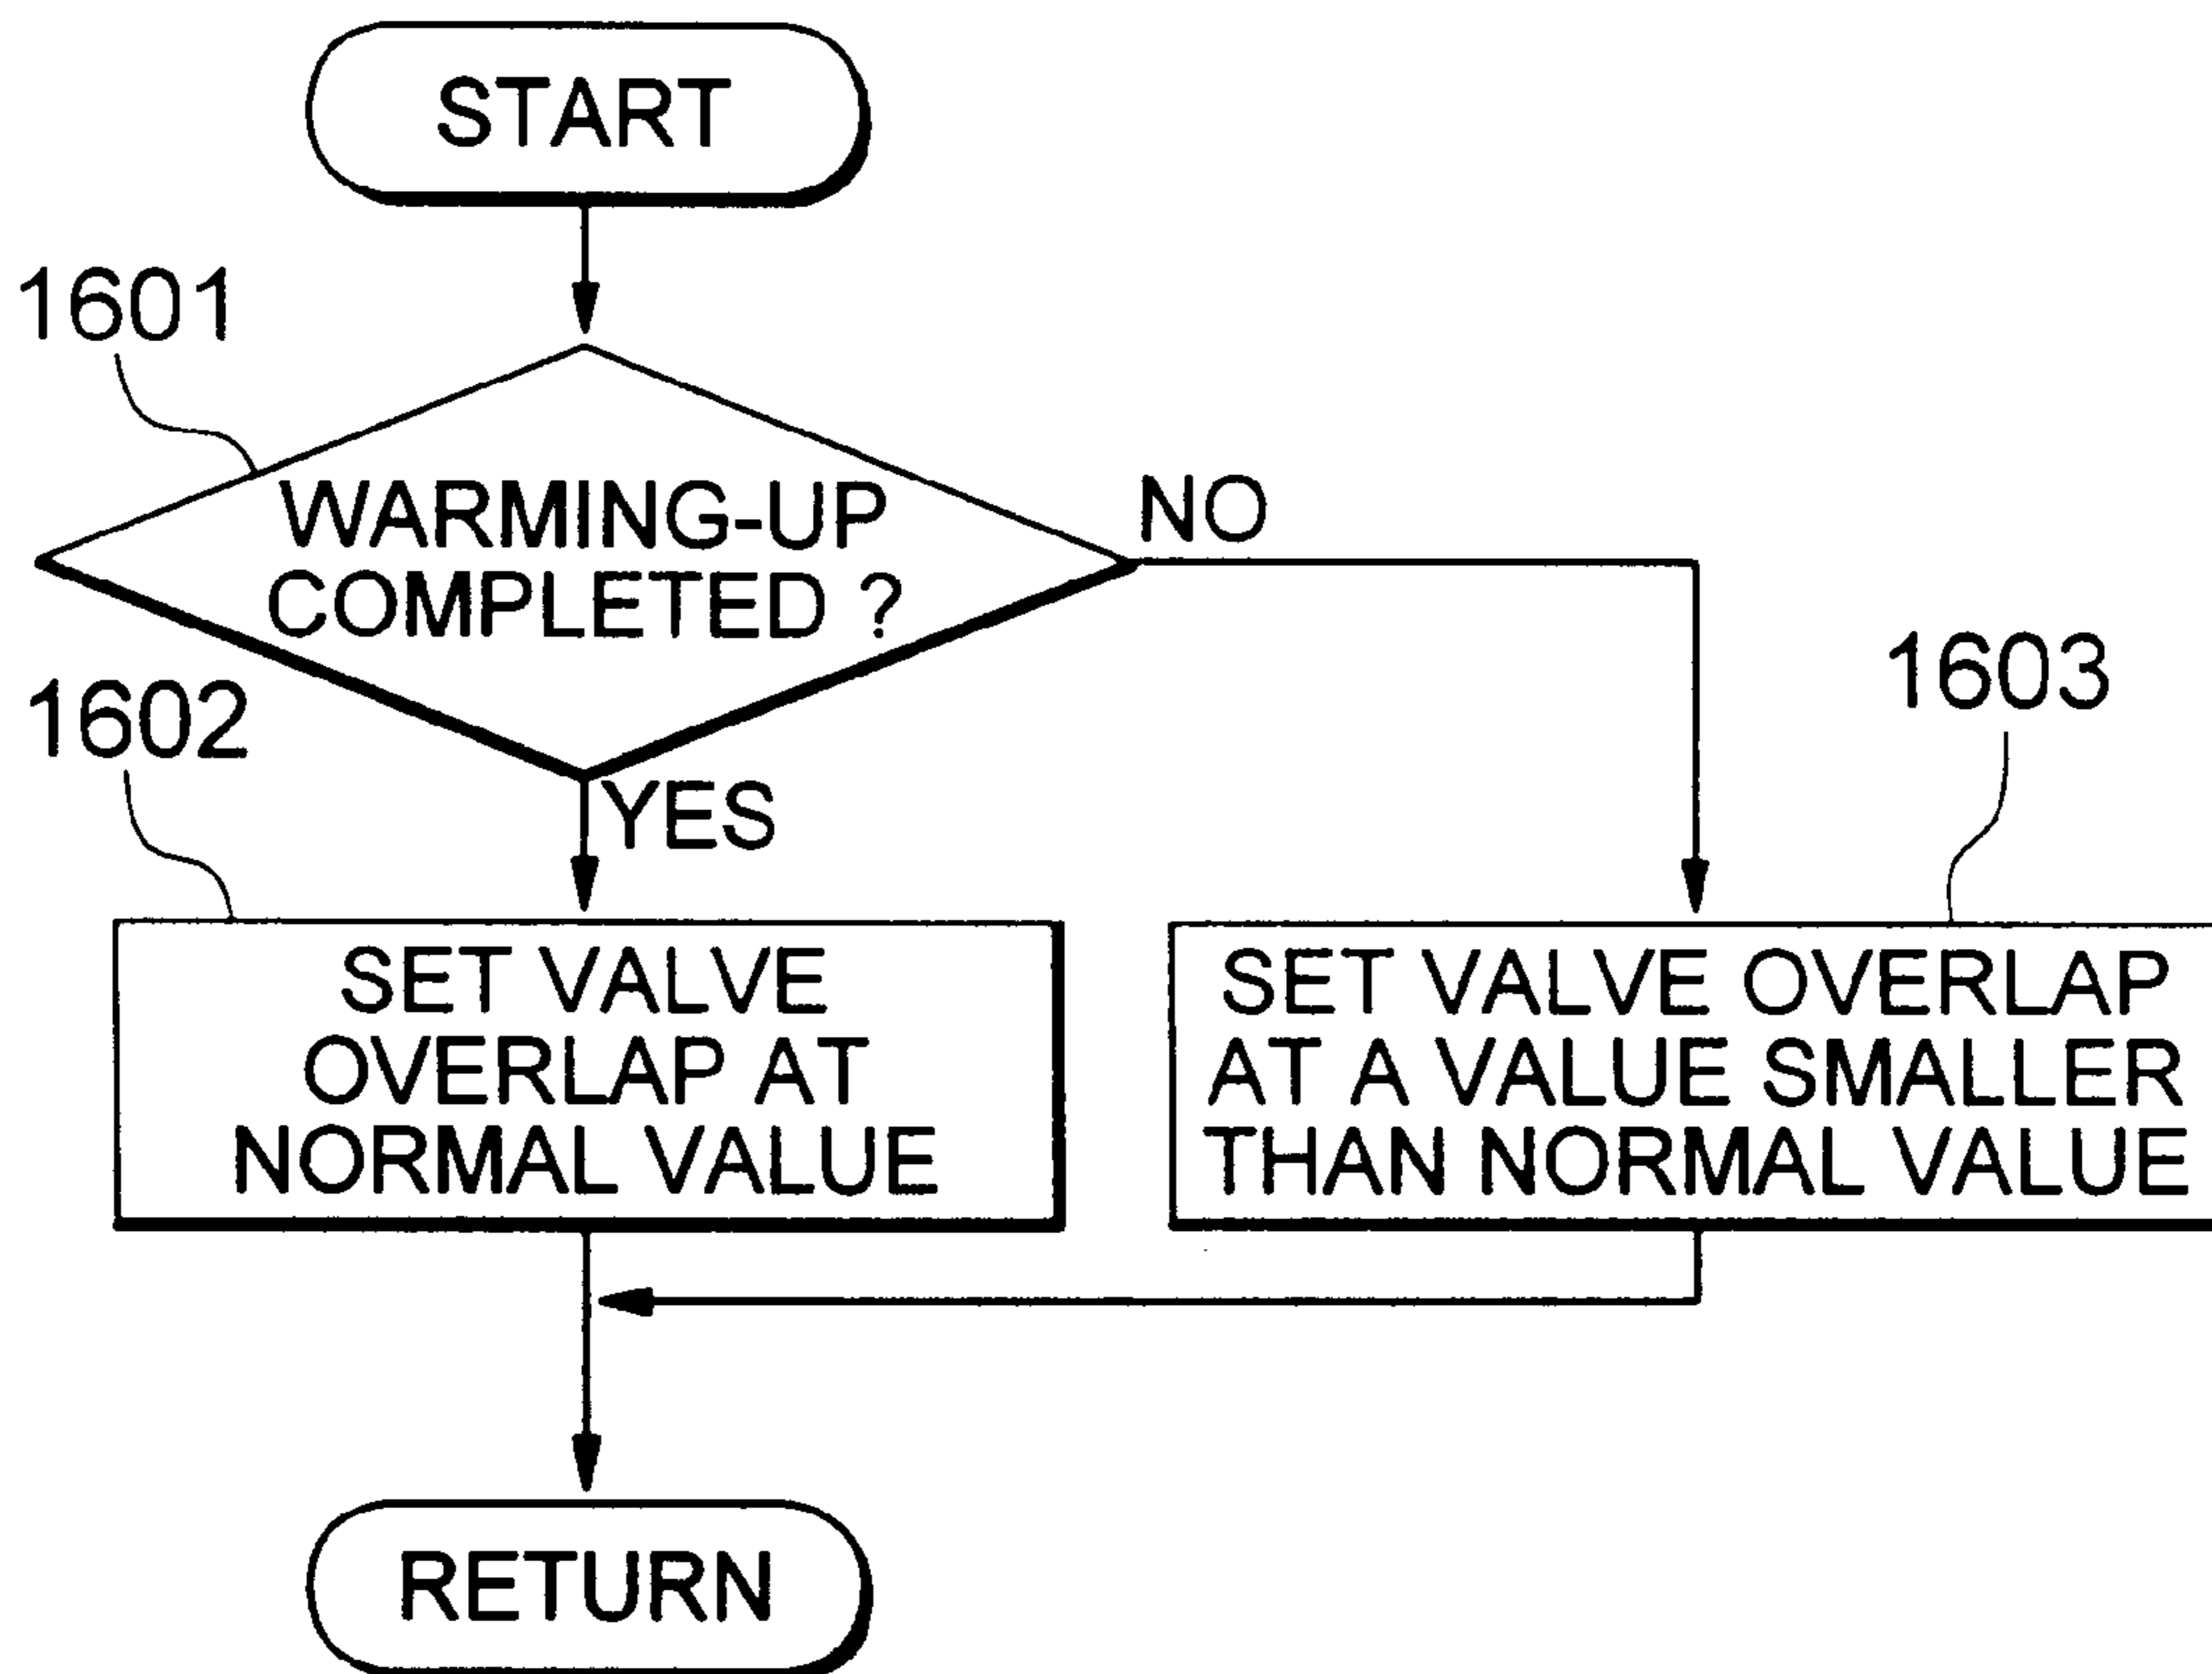 START
1601
WARMING-UP
COMPLETED ?
NO
YES
1602
SET VALVE
OVERLAP AT
NORMAL VALUE
1603
SET VALVE OVERLAP
AT A VALUE SMALLER
THAN NORMAL VALUE
RETURN